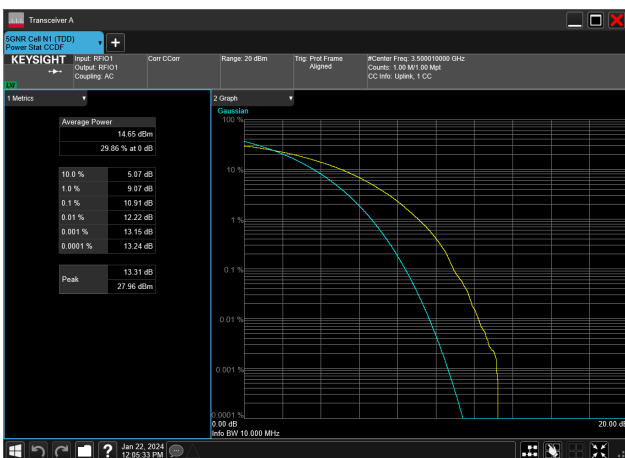 Transceiver A
5GNR Cell N1 (TDD)
Power Stat CCDF
KEYSIGHT
LXI
Input: RFIO1
Output: RFIO1
Coupling: AC
Corr CCorr
Range: 20 dBm
Trig: Prot Frame
Aligned
#Center Freq: 3.500010000 GHz
Counts: 1.00 M/1.00 Mpt
CC Info: Uplink, 1 CC
1 Metrics
Average Power
14.65 dBm
29.86 % at 0 dB
10.0 % 5.07 dB
1.0 % 9.07 dB
0.1 % 10.91 dB
0.01 % 12.22 dB
0.001 % 13.15 dB
0.0001 % 13.24 dB
Peak
13.31 dB
27.96 dBm
2 Graph
Gaussian
100 %
10 %
1 %
0.1 %
0.01 %
0.001 %
0.0001 %
0.00 dB
20.00 dB
Info BW 10.000 MHz
Jan 22, 2024
12:05:33 PM